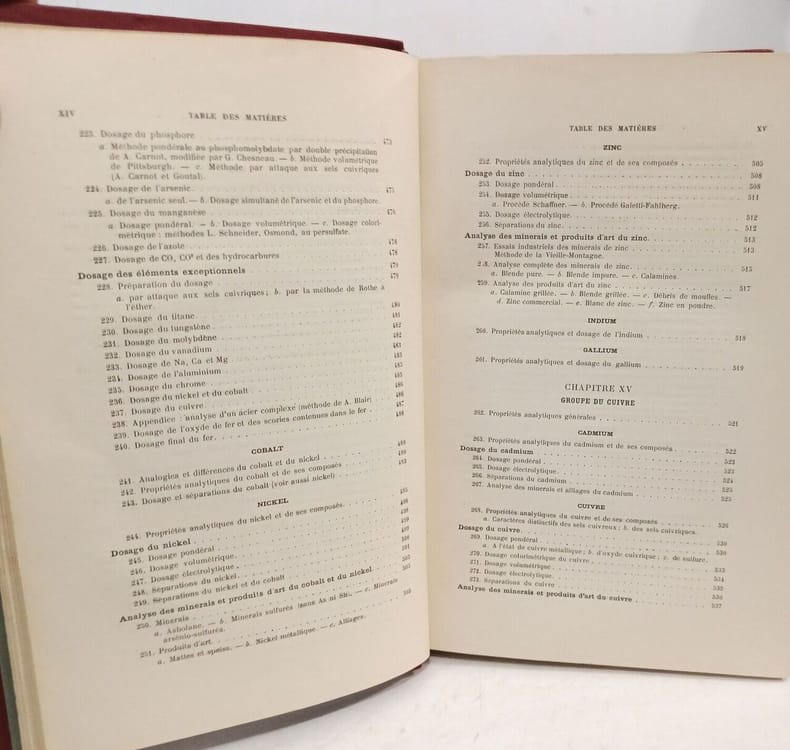 XIV
TABLE DES MATIÈRES
223. Dosage du phosphore 473
a. Méthode pondérale au phosphomolybdate par double précipitation
de A. Carnot, modifiée par G. Chesneau. — b. Méthode volumétrique
de Pittsburgh. — c. Méthode par attaque aux sels cuivriques
(A. Carnot et Goutal).
224. Dosage de l'arsenic 475
a. de l'arsenic seul. — b. Dosage simultané de l'arsenic et du phosphore.
225. Dosage du manganèse 476
a. Dosage pondéral. — b. Dosage volumétrique. — c. Dosage colori-
métrique : méthodes L. Schneider, Osmond, au persulfate.
226. Dosage de l'azote 478
227. Dosage de CO, CO² et des hydrocarbures 478
Dosage des éléments exceptionnels 479
228. Préparation du dosage 479
a. par attaque aux sels cuivriques; b. par la méthode de Rothe à
l'éther.
229. Dosage du titane 480
230. Dosage du tungstène 481
231. Dosage du molybdène 482
232. Dosage du vanadium 482
233. Dosage de Na, Ca et Mg 483
234. Dosage de l'aluminium 483
235. Dosage du chrome 485
236. Dosage du nickel et du cobalt 485
237. Dosage du cuivre 486
238. Appendice : analyse d'un acier complexe (méthode de A. Blair) 486
239. Dosage de l'oxyde de fer et des scories contenues dans le fer 487
240. Dosage final du fer 488
COBALT
241. Analogies et différences du cobalt et du nickel
242. Propriétés analytiques du cobalt et de ses composés
243. Dosage et séparations du cobalt (voir aussi nickel)
NICKEL
244. Propriétés analytiques du nickel et de ses composés
Dosage du nickel
245. Dosage pondéral
246. Dosage volumétrique
247. Dosage électrolytique
248. Séparations du nickel
249. Séparations du nickel et du cobalt
Analyse des minerais et produits d'art du cobalt et du nickel
250. Minerais
a. Asbolane. — b. Minerais sulfurés (sans As ni Sb). — c. Minerais
arsénio-sulfurés.
251. Produits d'art
a. Mattes et speiss. — b. Nickel métallique. — c. Alliages.
TABLE DES MATIÈRES
XV
ZINC
252. Propriétés analytiques du zinc et de ses composés 505
Dosage du zinc 508
253. Dosage pondéral 508
254. Dosage volumétrique 511
a. Procédé Schaffner. — b. Procédé Galetti-Fahlberg.
255. Dosage électrolytique 512
256. Séparations du zinc 512
Analyse des minerais et produits d'art du zinc 513
257. Essais industriels des minerais de zinc 513
Méthode de la Vieille-Montagne.
258. Analyse complète des minerais de zinc 515
a. Blende pure. — b. Blende impure. — c. Calamines.
259. Analyse des produits d'art du zinc 517
a. Calamine grillée. — b. Blende grillée. — c. Débris de moufles. —
d. Zinc commercial. — e. Blanc de zinc. — f. Zinc en poudre.
INDIUM
260. Propriétés analytiques et dosage de l'indium 518
GALLIUM
261. Propriétés analytiques et dosage du gallium 519
CHAPITRE XV
GROUPE DU CUIVRE
262. Propriétés analytiques générales 521
CADMIUM
263. Propriétés analytiques du cadmium et de ses composés 522
Dosage du cadmium 523
264. Dosage pondéral 523
265. Dosage électrolytique 524
266. Séparations du cadmium 525
267. Analyse des minerais et alliages du cadmium 525
CUIVRE
268. Propriétés analytiques du cuivre et de ses composés 526
a. Caractères distinctifs des sels cuivreux; b. des sels cuivriques.
Dosage du cuivre 530
269. Dosage pondéral 530
a. A l'état de cuivre métallique; b. d'oxyde cuivrique; c. de sulfure.
270. Dosage colorimétrique du cuivre 533
271. Dosage volumétrique 534
272. Dosage électrolytique 535
273. Séparations du cuivre 536
Analyse des minerais et produits d'art du cuivre 537